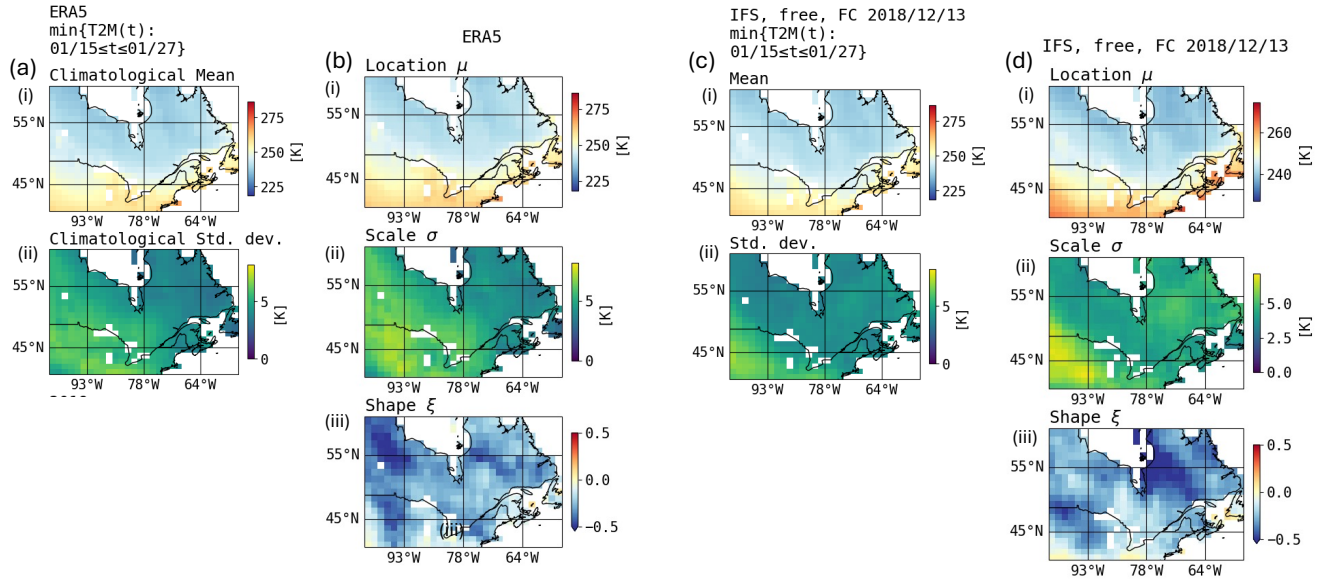 ERA5
min{T2M(t):
01/15≤t≤01/27}
(a)
Climatological Mean
(i)
55°N
45°N
93°W 78°W 64°W
275
250
225
[K]
Climatological Std. dev.
(ii)
55°N
45°N
93°W 78°W 64°W
5
0
[K]
ERA5
(b)
Location μ
(i)
55°N
45°N
93°W 78°W 64°W
275
250
225
[K]
Scale σ
(ii)
55°N
45°N
93°W 78°W 64°W
5
0
[K]
Shape ξ
(iii)
55°N
45°N
(iii)
93°W 78°W 64°W
0.5
0.0
−0.5
IFS, free, FC 2018/12/13
min{T2M(t):
01/15≤t≤01/27}
(c)
Mean
(i)
55°N
45°N
93°W 78°W 64°W
275
250
225
[K]
Std. dev.
(ii)
55°N
45°N
93°W 78°W 64°W
5
0
[K]
IFS, free, FC 2018/12/13
(d)
Location μ
(i)
55°N
45°N
93°W 78°W 64°W
260
240
[K]
Scale σ
(ii)
55°N
45°N
93°W 78°W 64°W
5.0
2.5
0.0
[K]
Shape ξ
(iii)
55°N
45°N
93°W 78°W 64°W
0.5
0.0
−0.5